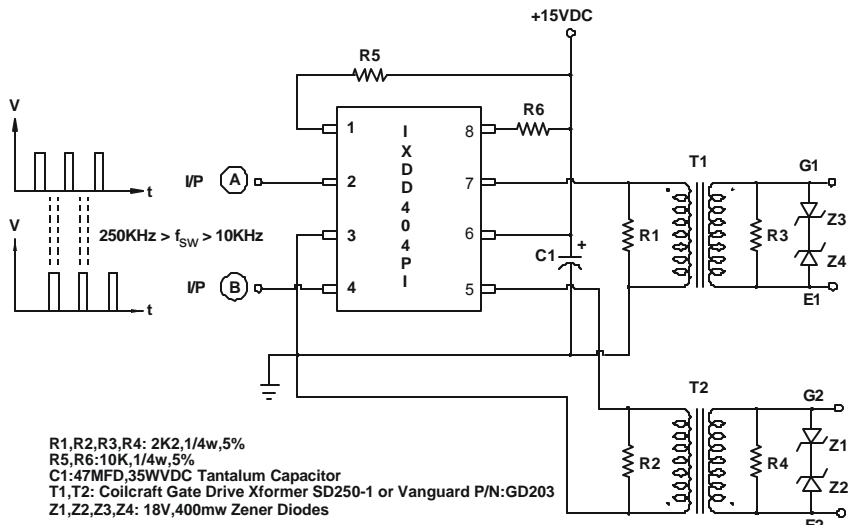 +15VDC
R5
R6
V
1
8
T1
G1
I/P A
2
7
Z3
R1
R3
250KHz > fSW > 10KHz
3
6
C1
+
Z4
V
IXDD404PI
I/P B
4
5
E1
t
t
T2
G2
R2
R4
Z1
Z2
E2
R1,R2,R3,R4: 2K2,1/4w,5%
R5,R6:10K,1/4w,5%
C1:47MFD,35WVDC Tantalum Capacitor
T1,T2: Coilcraft Gate Drive Xformer SD250-1 or Vanguard P/N:GD203
Z1,Z2,Z3,Z4: 18V,400mw Zener Diodes